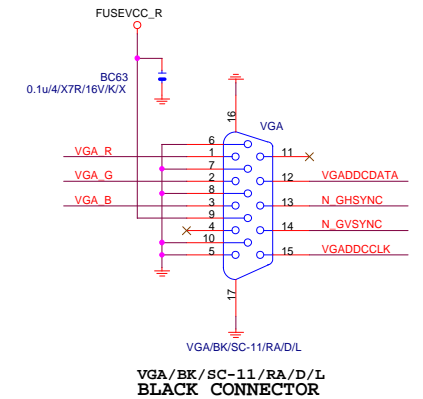 FUSEVCC_R
BC63
0.1u/4/X7R/16V/K/X
16
VGA
6
VGA_R 1 11
7
VGA_G 2 12 VGADDCDATA
8
VGA_B 3 13 N_GHSYNC
9
4 14 N_GVSYNC
10
5 15 VGADDCCLK
17
VGA/BK/SC-11/RA/D/L
VGA/BK/SC-11/RA/D/L
BLACK CONNECTOR